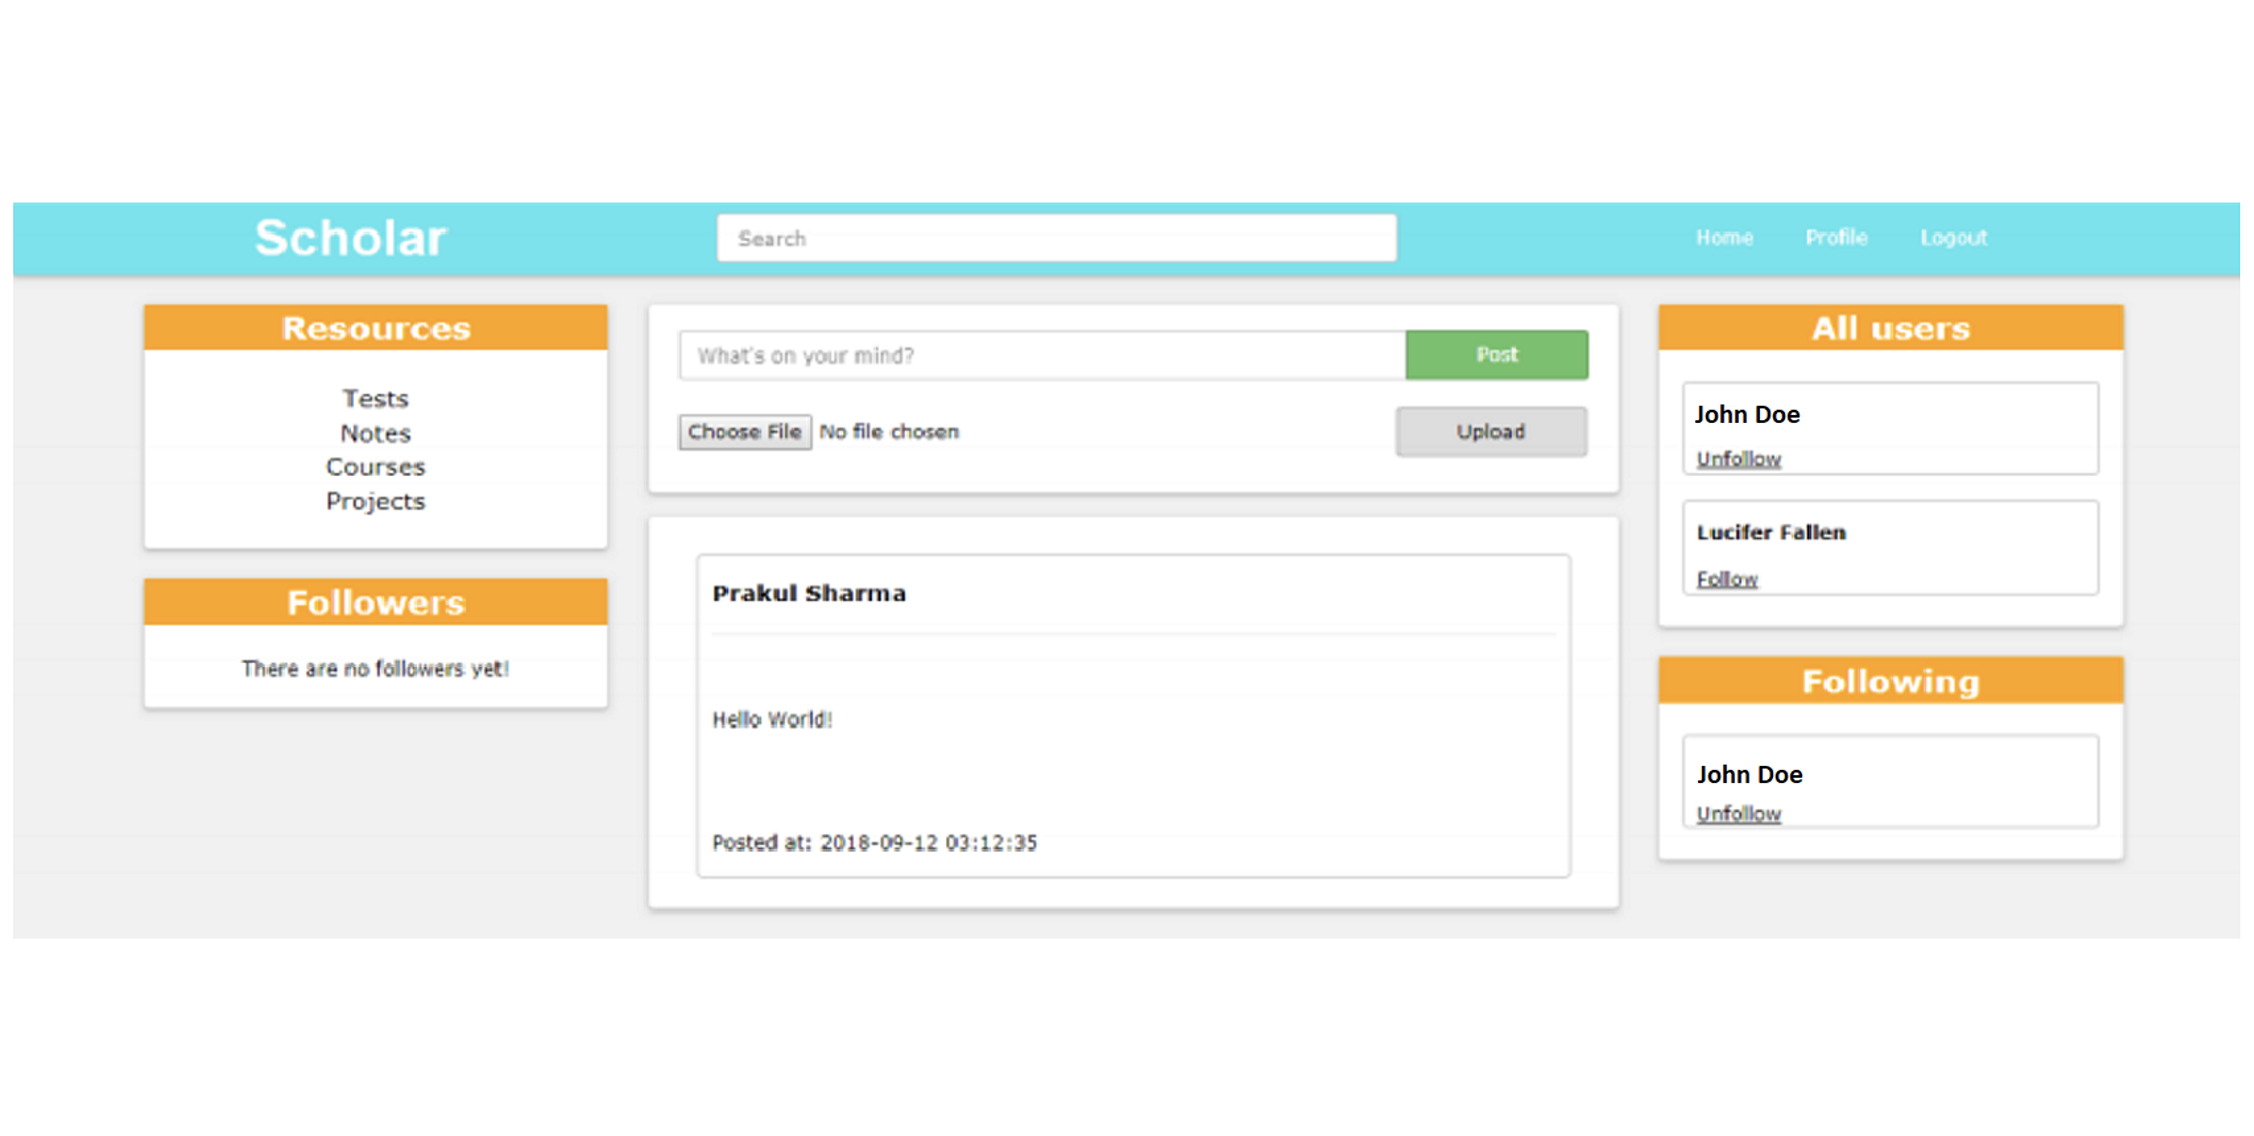 Scholar
Search
Home Profile Logout
Resources
Tests
Notes
Courses
Projects
Followers
There are no followers yet!
What's on your mind?
Post
Choose File No file chosen
Upload
Prakul Sharma
Hello World!
Posted at: 2018-09-12 03:12:35
All users
John Doe
Unfollow
Lucifer Fallen
Follow
Following
John Doe
Unfollow